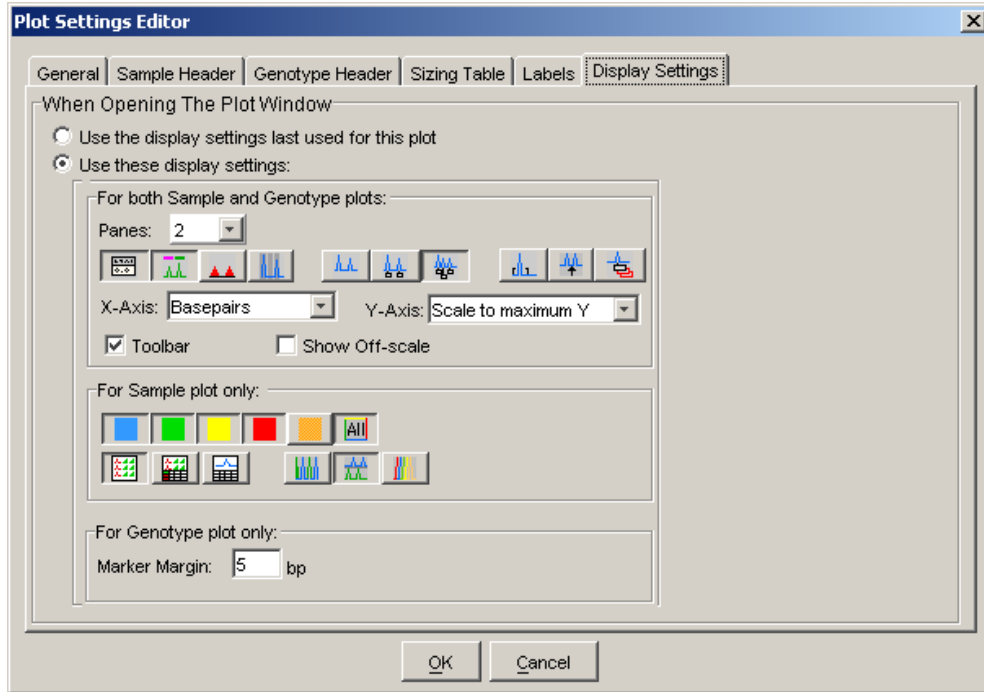 Plot Settings Editor
General Sample Header Genotype Header Sizing Table Labels Display Settings
When Opening The Plot Window
Use the display settings last used for this plot
Use these display settings:
For both Sample and Genotype plots:
Panes: 2
X-Axis: Basepairs Y-Axis: Scale to maximum Y
Toolbar Show Off-scale
For Sample plot only:
All
For Genotype plot only:
Marker Margin: 5 bp
OK Cancel